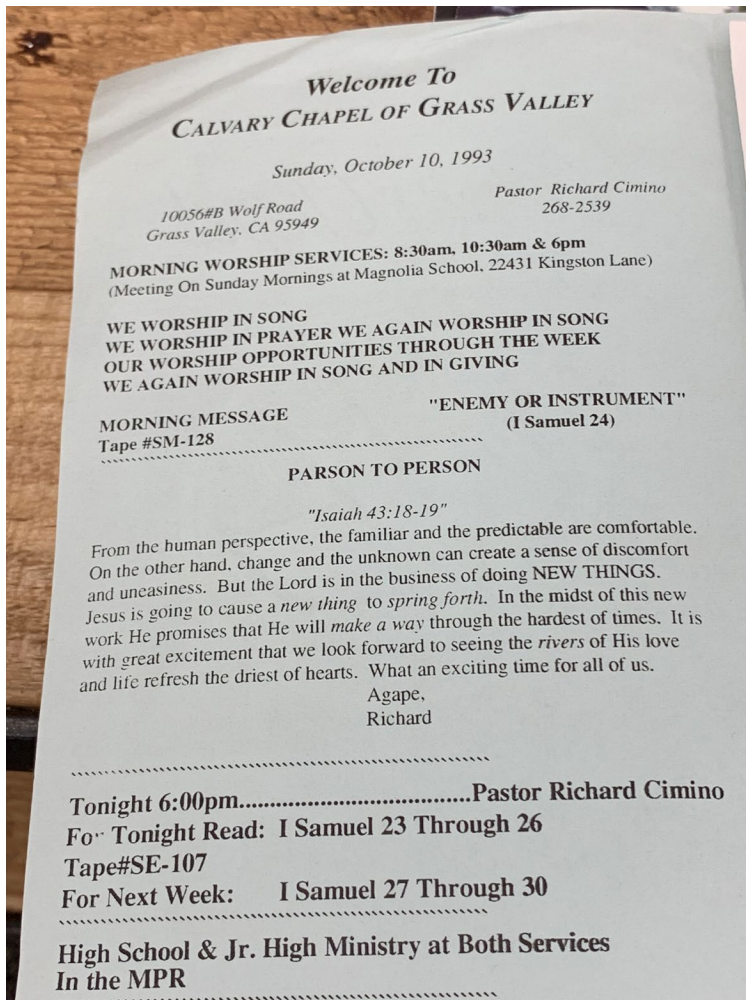 Welcome To
CALVARY CHAPEL OF GRASS VALLEY
Sunday, October 10, 1993
10056#B Wolf Road
Grass Valley, CA 95949
Pastor Richard Cimino
268-2539
MORNING WORSHIP SERVICES: 8:30am, 10:30am & 6pm
(Meeting On Sunday Mornings at Magnolia School, 22431 Kingston Lane)
WE WORSHIP IN SONG
WE WORSHIP IN PRAYER WE AGAIN WORSHIP IN SONG
OUR WORSHIP OPPORTUNITIES THROUGH THE WEEK
WE AGAIN WORSHIP IN SONG AND IN GIVING
MORNING MESSAGE
Tape #SM-128
"ENEMY OR INSTRUMENT"
(I Samuel 24)
PARSON TO PERSON
"Isaiah 43:18-19"
From the human perspective, the familiar and the predictable are comfortable.
On the other hand, change and the unknown can create a sense of discomfort
and uneasiness. But the Lord is in the business of doing NEW THINGS.
Jesus is going to cause a new thing to spring forth. In the midst of this new
work He promises that He will make a way through the hardest of times. It is
with great excitement that we look forward to seeing the rivers of His love
and life refresh the driest of hearts. What an exciting time for all of us.
Agape,
Richard
Tonight 6:00pm....................................Pastor Richard Cimino
For Tonight Read: I Samuel 23 Through 26
Tape#SE-107
For Next Week: I Samuel 27 Through 30
High School & Jr. High Ministry at Both Services
In the MPR